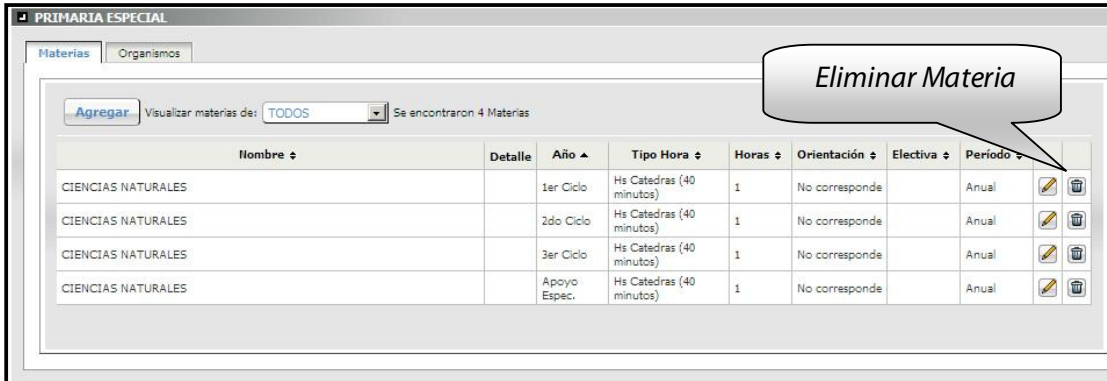 PRIMARIA ESPECIAL
Materias Organismos
Eliminar Materia
Agregar Visualizar materias de: TODOS Se encontraron 4 Materias
Nombre Detalle Año Tipo Hora Horas Orientación Electiva Período
CIENCIAS NATURALES 1er Ciclo Hs Catedras (40 minutos) 1 No corresponde Anual
CIENCIAS NATURALES 2do Ciclo Hs Catedras (40 minutos) 1 No corresponde Anual
CIENCIAS NATURALES 3er Ciclo Hs Catedras (40 minutos) 1 No corresponde Anual
CIENCIAS NATURALES Apoyo Espec. Hs Catedras (40 minutos) 1 No corresponde Anual